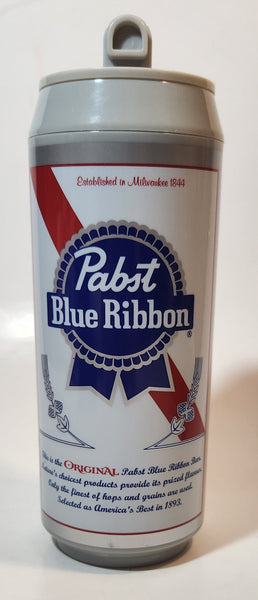 Established in Milwaukee 1844
Pabst
Blue Ribbon
®
This is the ORIGINAL Pabst Blue Ribbon Beer.
Nature's choicest products provide its prized flavor.
Only the finest of hops and grains are used.
Selected as America's Best in 1893.